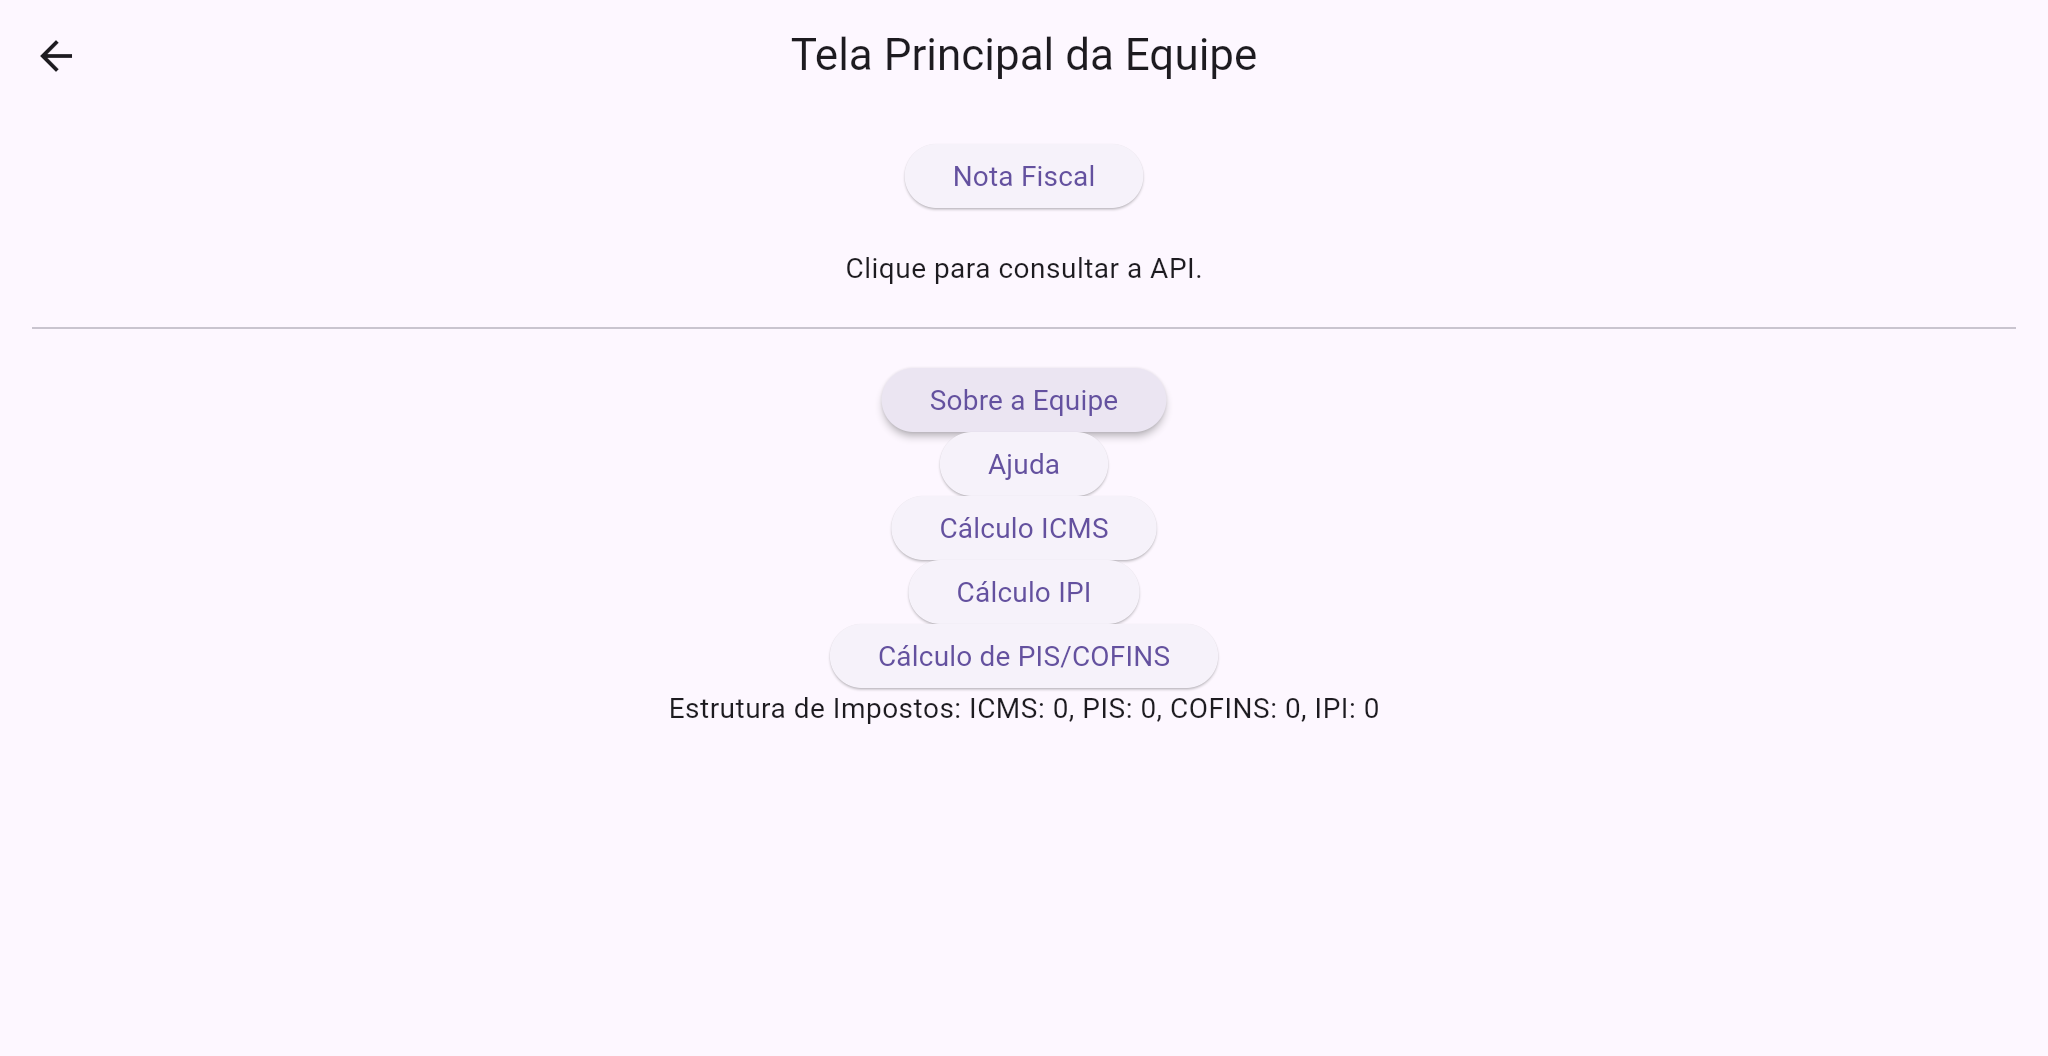 Tela Principal da Equipe
Nota Fiscal
Clique para consultar a API.
Sobre a Equipe
Ajuda
Cálculo ICMS
Cálculo IPI
Cálculo de PIS/COFINS
Estrutura de Impostos: ICMS: 0, PIS: 0, COFINS: 0, IPI: 0